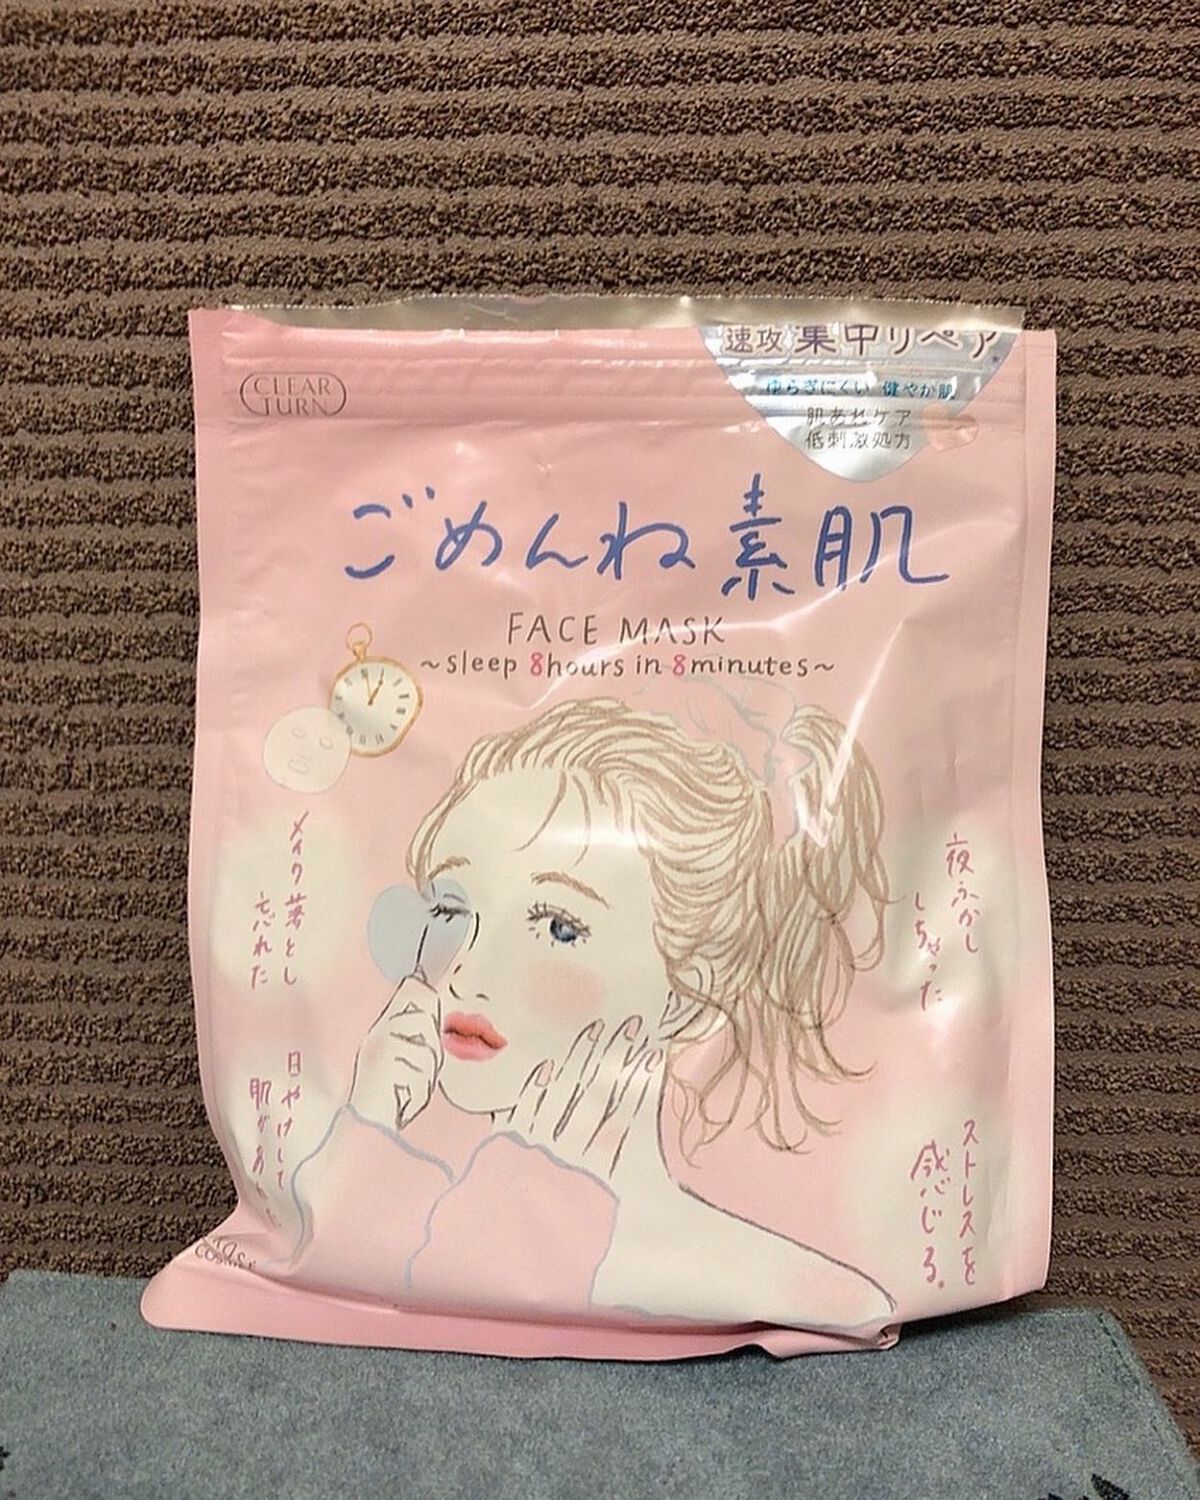 CLEAR
TURN
速攻 集中リペア
ゆらぎにくい 健やか肌
肌あれケア
低刺激処方
ごめんね素肌
FACE MASK
~sleep 8hours in 8minutes~
メイク落とし
忘れた
夜ふかし
しちゃった
日やけして
肌があ
ストレスを
感じる。